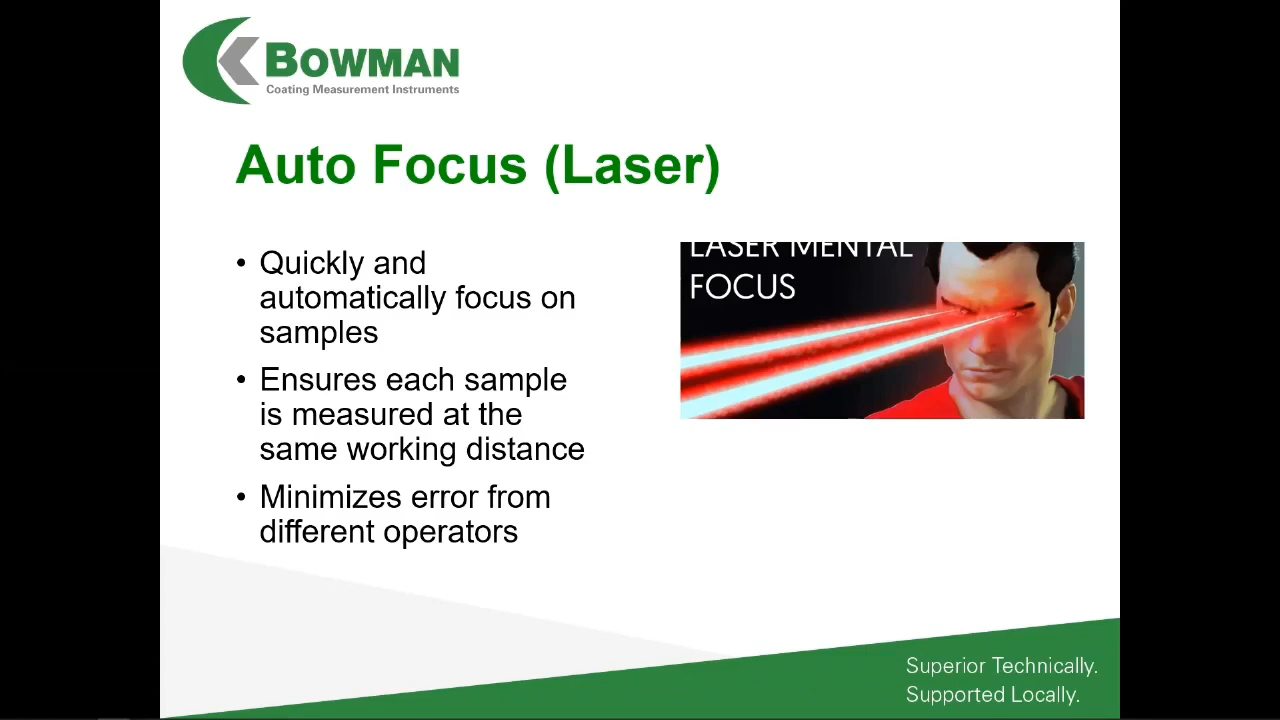 BOWMAN
Coating Measurement Instruments
Auto Focus (Laser)
• Quickly and
automatically focus on
samples
• Ensures each sample
is measured at the
same working distance
• Minimizes error from
different operators
LASER MENTAL
FOCUS
Superior Technically.
Supported Locally.